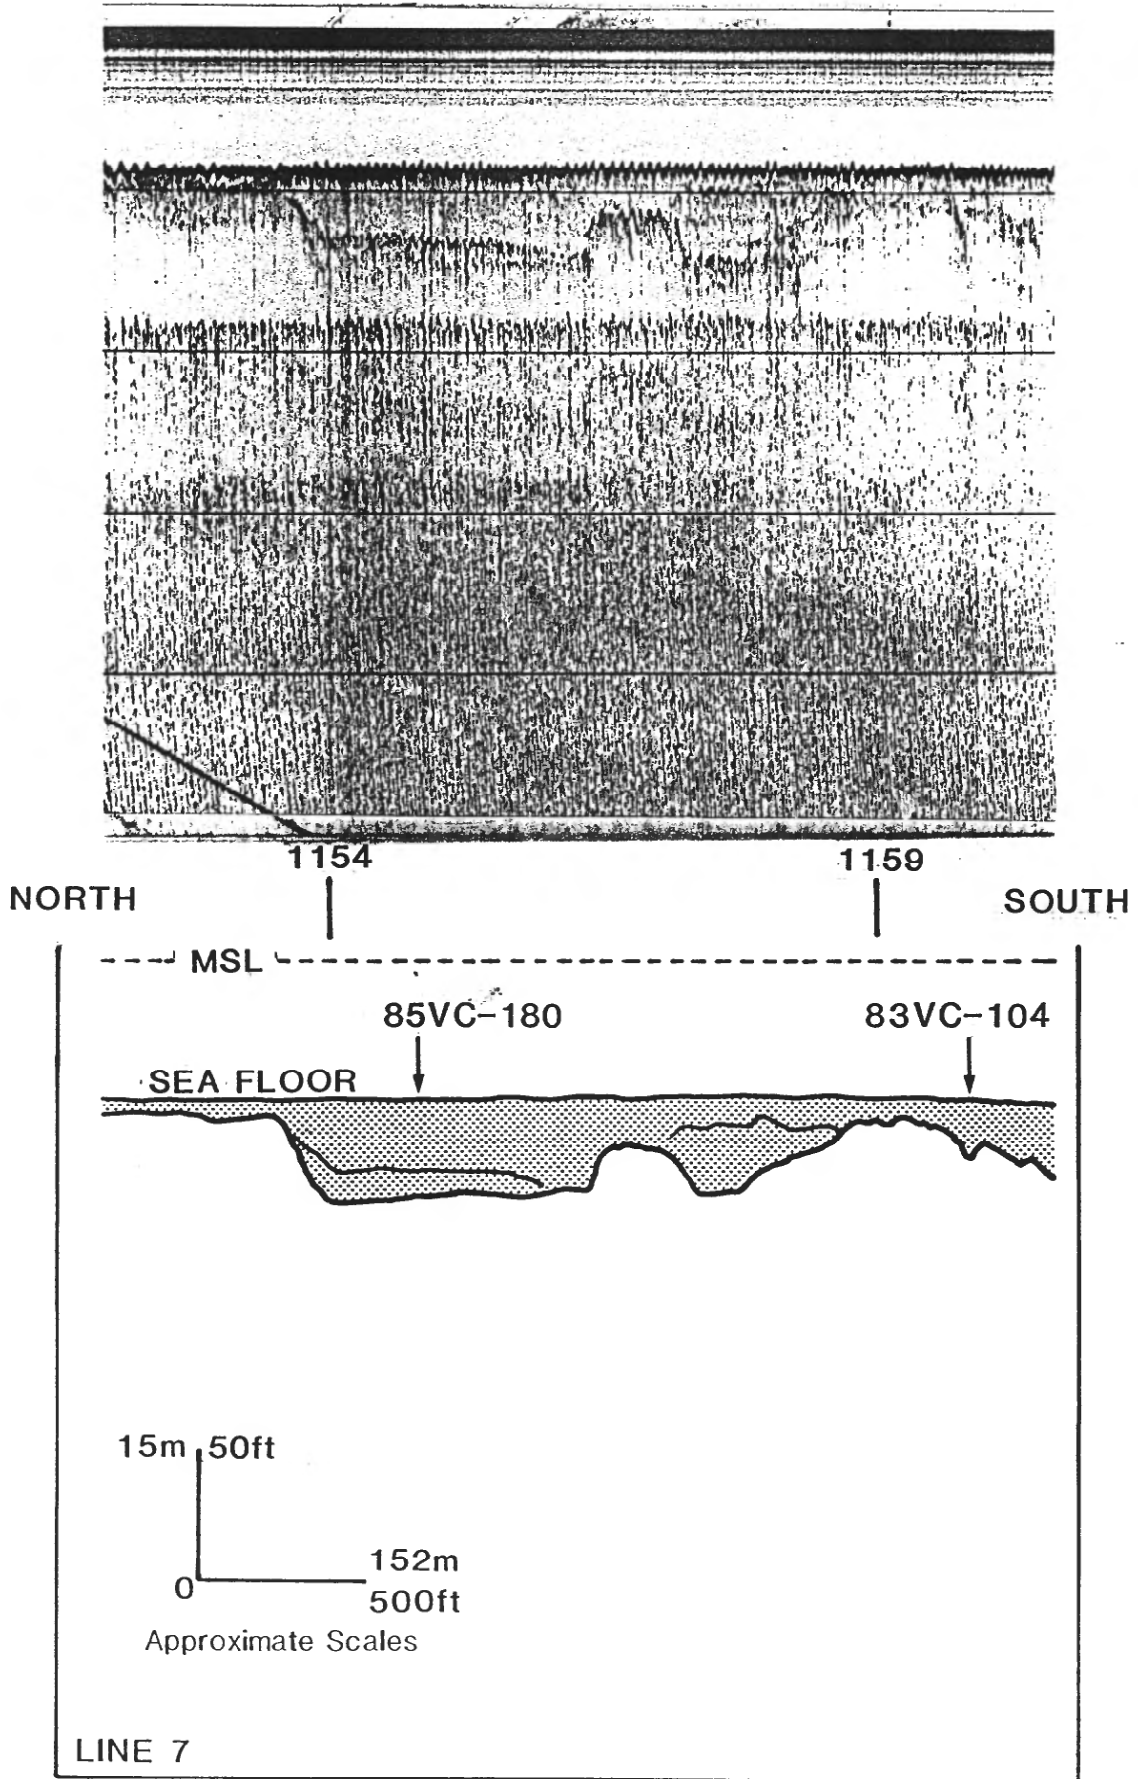 1154 1159
NORTH SOUTH
MSL
85VC-180 83VC-104
SEA FLOOR
15m 50ft
152m
0
500ft
Approximate Scales
LINE 7